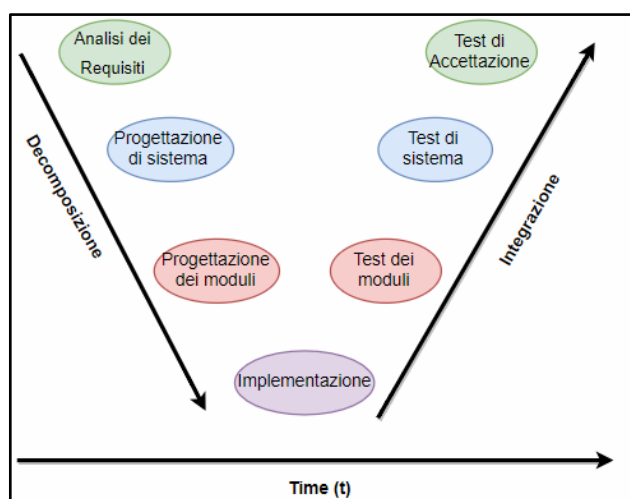 Analisi dei
Requisiti
Test di
Accettazione
Progettazione
di sistema
Test di
sistema
Decomposizione
Integrazione
Progettazione
dei moduli
Test dei
moduli
Implementazione
Time (t)